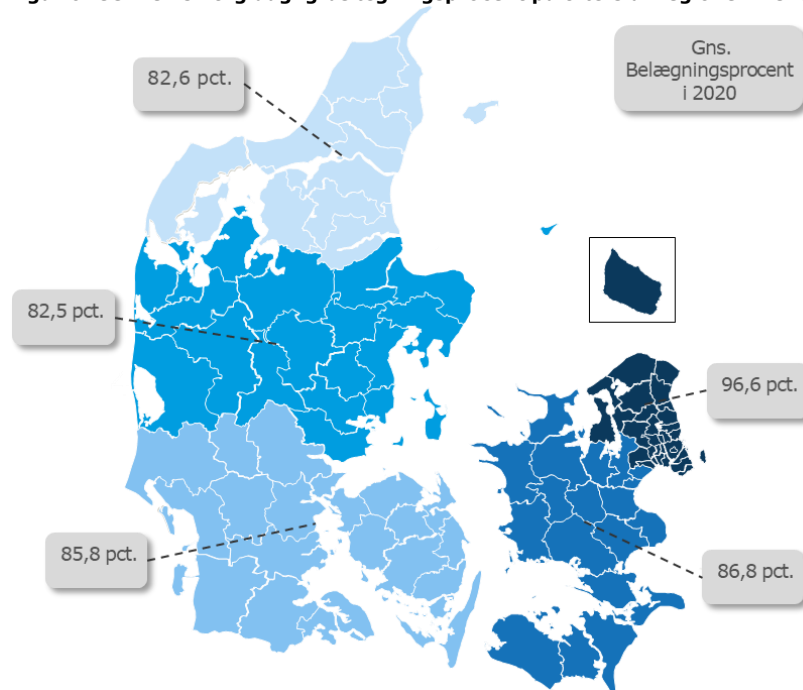 Gns.
Belægningsprocent
i 2020
82,6 pct.
82,5 pct.
96,6 pct.
85,8 pct.
86,8 pct.